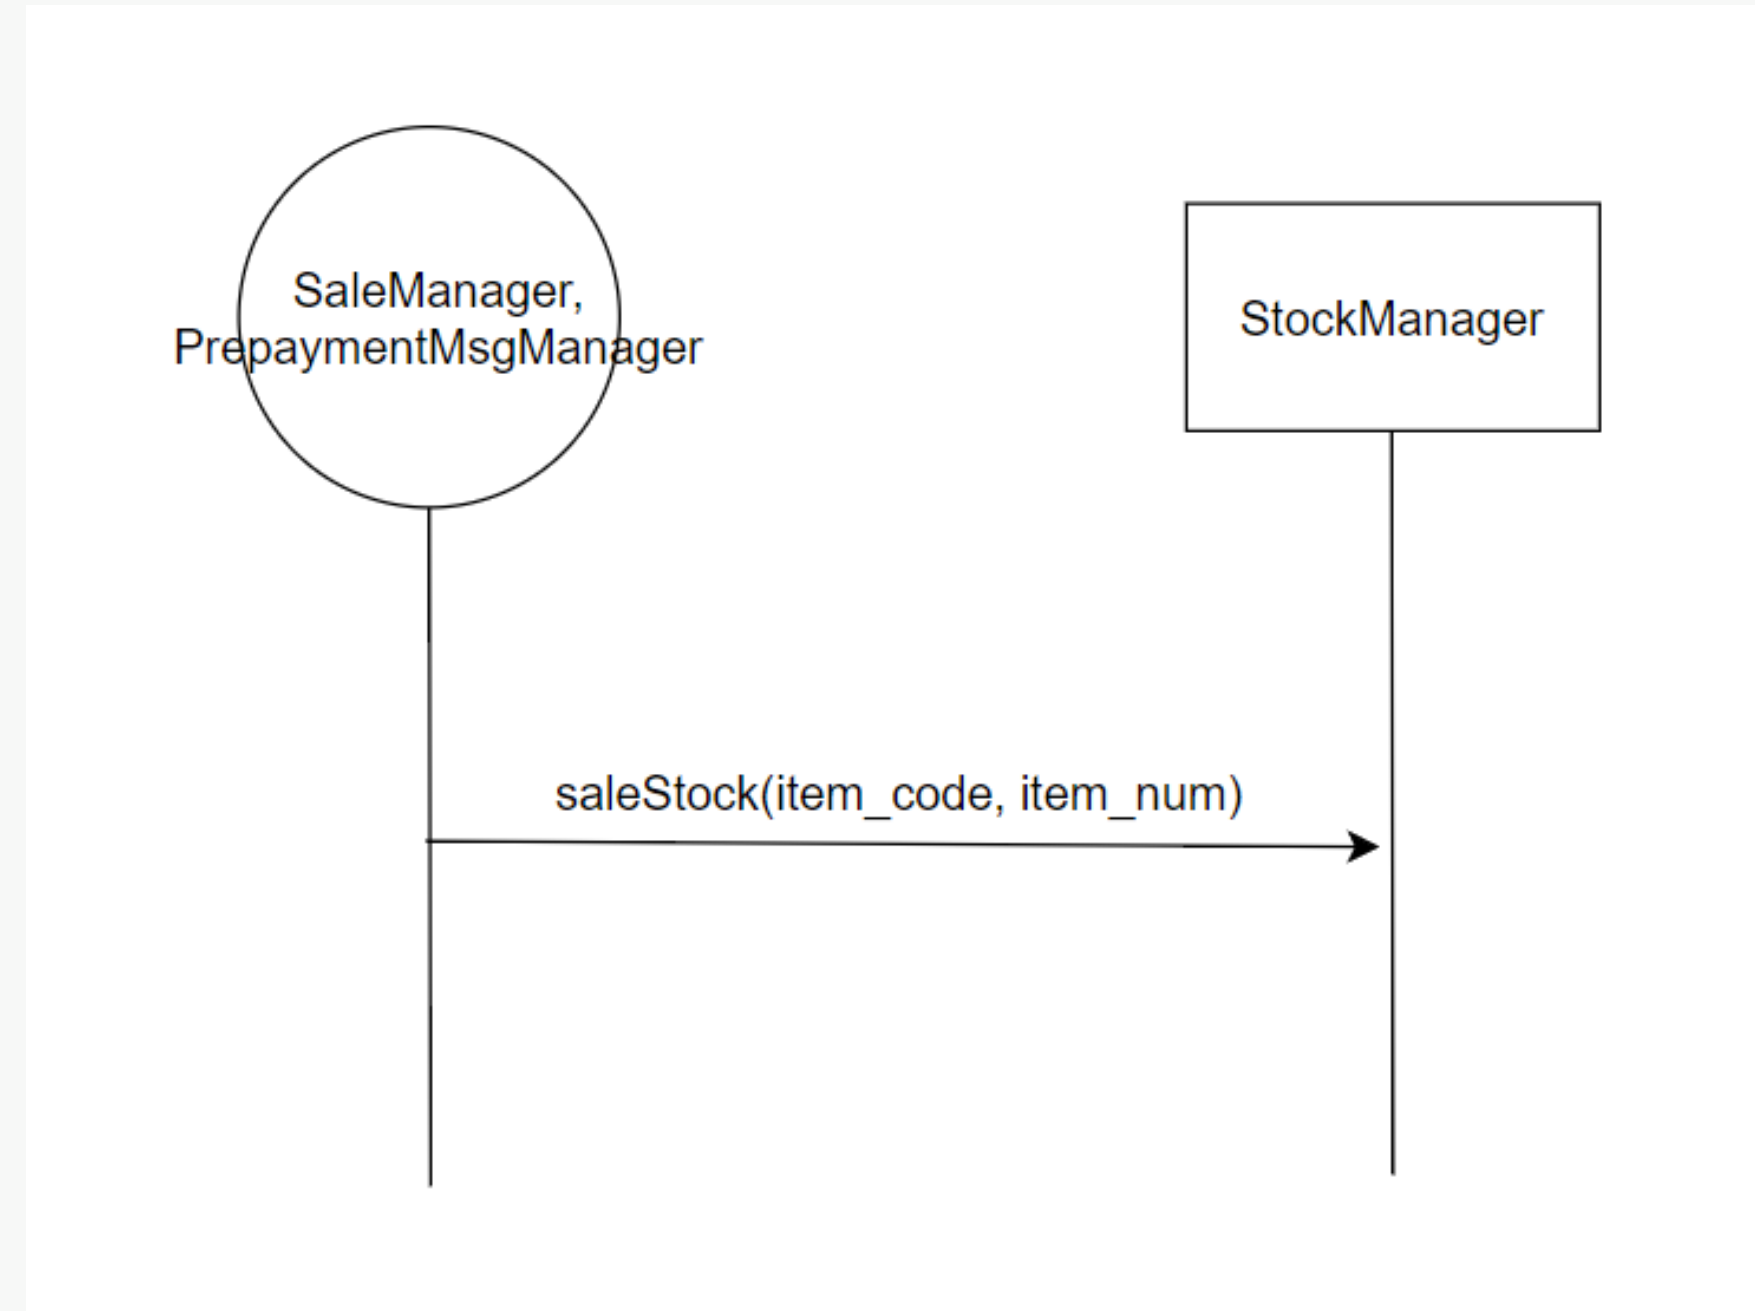 SaleManager,
PrepaymentMsgManager
StockManager
saleStock(item_code, item_num)